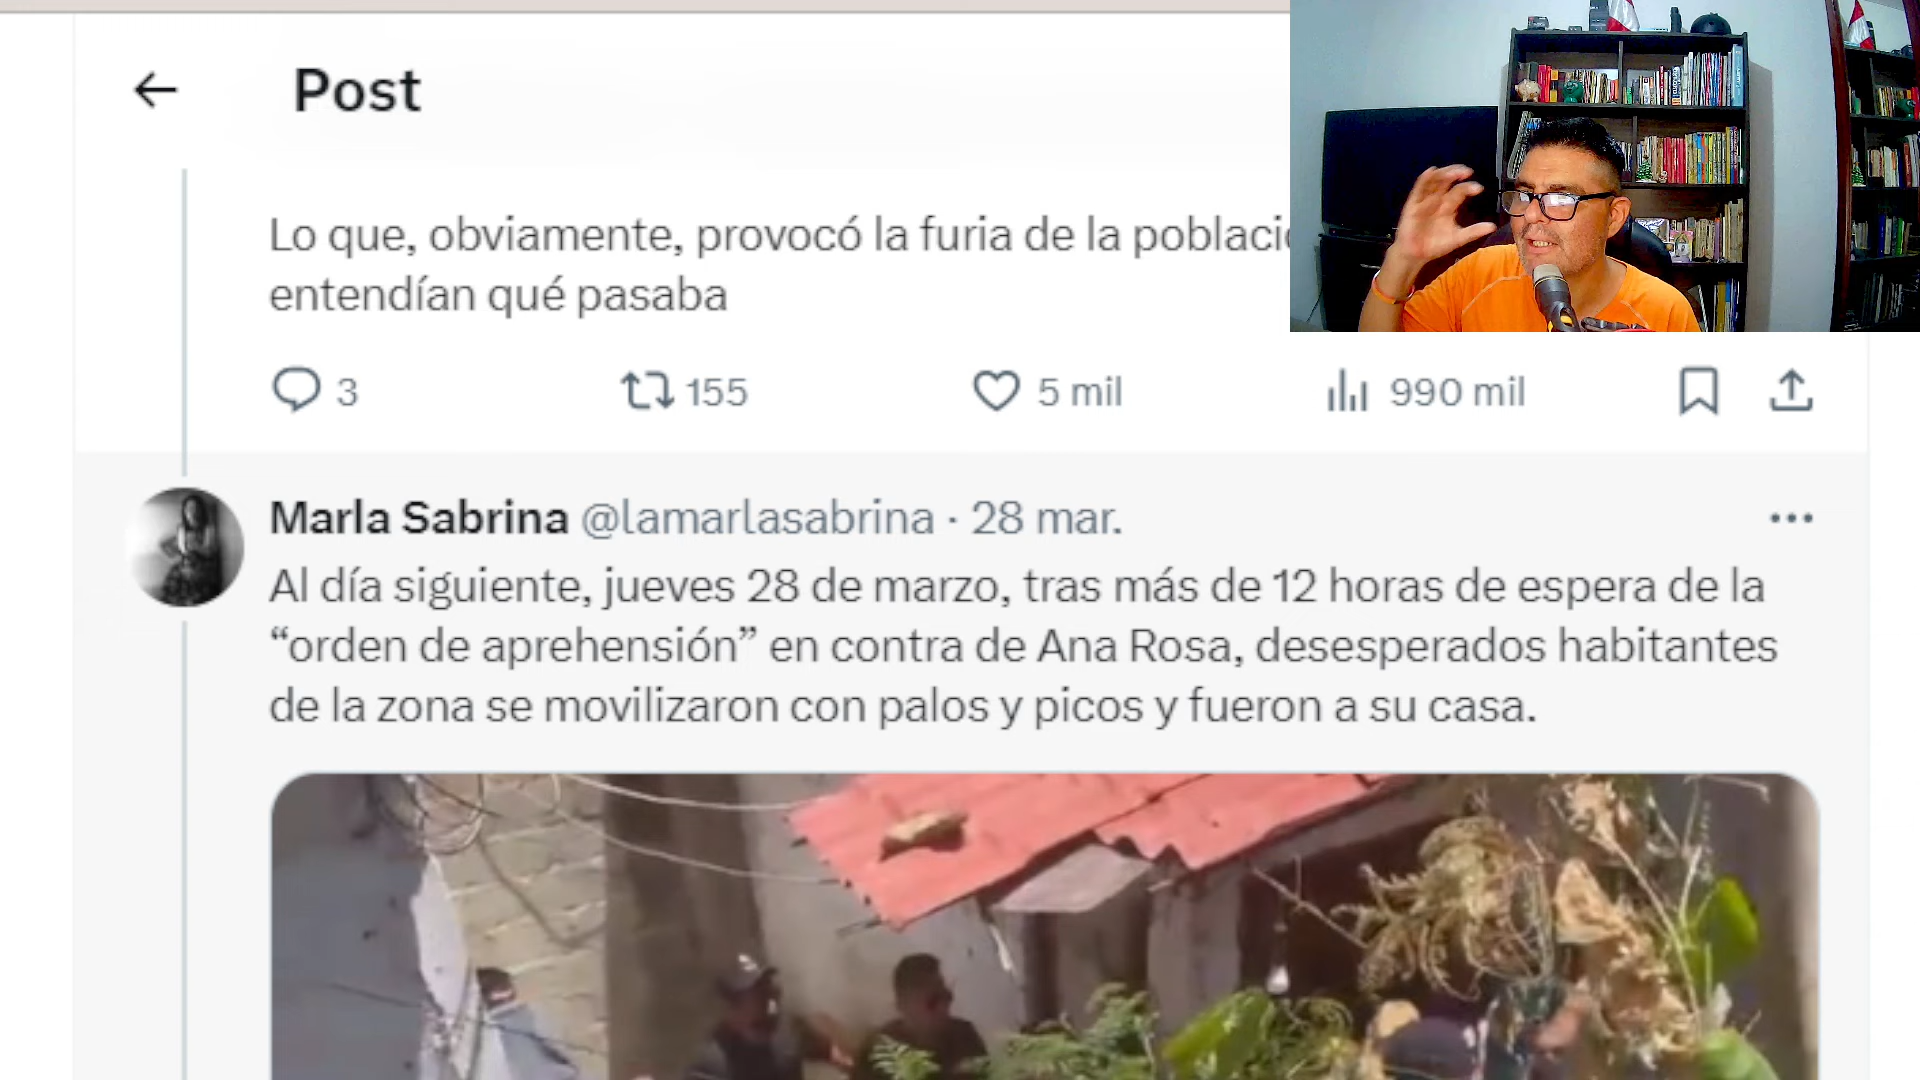 Post
Lo que, obviamente, provocó la furia de la
entendían qué pasaba
3 155 5 mil 990 mil
Marla Sabrina @lamarlasabrina · 28 mar.
Al día siguiente, jueves 28 de marzo, tras más de 12 horas de espera de la
“orden de aprehensión” en contra de Ana Rosa, desesperados habitantes
de la zona se movilizaron con palos y picos y fueron a su casa.